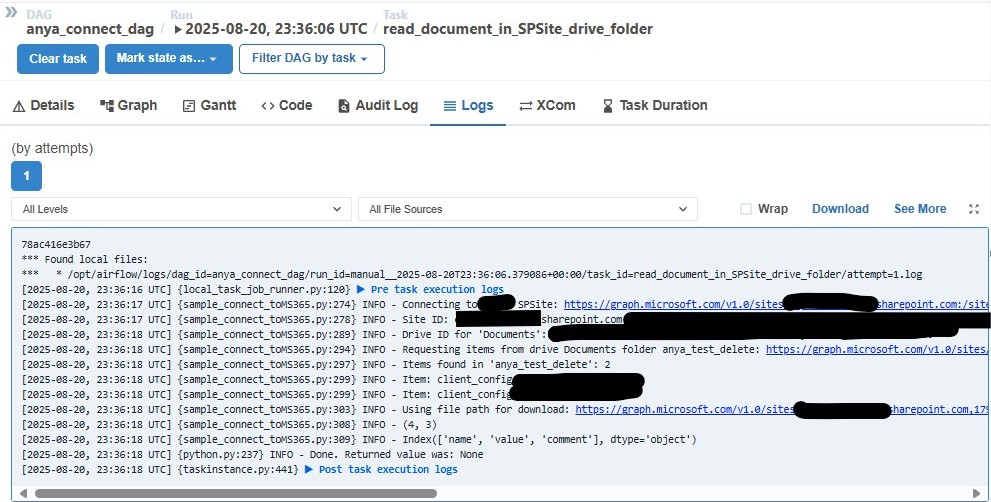 DAG
Run
Task
anya_connect_dag / 2025-08-20, 23:36:06 UTC / read_document_in_SPSite_drive_folder
Clear task
Mark state as...
Filter DAG by task
Details
Graph
Gantt
Code
Audit Log
Logs
XCom
Task Duration
(by attempts)
1
All Levels
All File Sources
Wrap
Download
See More
78ac416e3b67
*** Found local files:
***   * /opt/airflow/logs/dag_id=anya_connect_dag/run_id=manual__2025-08-20T23:36:06.379086+00:00/task_id=read_document_in_SPSite_drive_folder/attempt=1.log
[2025-08-20, 23:36:16 UTC] {local_task_job_runner.py:120} ▶ Pre task execution logs
[2025-08-20, 23:36:17 UTC] {sample_connect_toMS365.py:274} INFO - Connecting to SPSite: https://graph.microsoft.com/v1.0/sites harepoint.com:/site
[2025-08-20, 23:36:17 UTC] {sample_connect_toMS365.py:278} INFO - Site ID: sharepoint.com
[2025-08-20, 23:36:18 UTC] {sample_connect_toMS365.py:289} INFO - Drive ID for 'Documents':
[2025-08-20, 23:36:18 UTC] {sample_connect_toMS365.py:294} INFO - Requesting items from drive Documents folder anya_test_delete: https://graph.microsoft.com/v1.0/sites/
[2025-08-20, 23:36:18 UTC] {sample_connect_toMS365.py:297} INFO - Items found in 'anya_test_delete': 2
[2025-08-20, 23:36:18 UTC] {sample_connect_toMS365.py:299} INFO - Item: client_config
[2025-08-20, 23:36:18 UTC] {sample_connect_toMS365.py:299} INFO - Item: client_config
[2025-08-20, 23:36:18 UTC] {sample_connect_toMS365.py:303} INFO - Using file path for download: https://graph.microsoft.com/v1.0/sites harepoint.com,179
[2025-08-20, 23:36:18 UTC] {sample_connect_toMS365.py:308} INFO - (4, 3)
[2025-08-20, 23:36:18 UTC] {sample_connect_toMS365.py:309} INFO - Index(['name', 'value', 'comment'], dtype='object')
[2025-08-20, 23:36:18 UTC] {python.py:237} INFO - Done. Returned value was: None
[2025-08-20, 23:36:18 UTC] {taskinstance.py:441} ▶ Post task execution logs